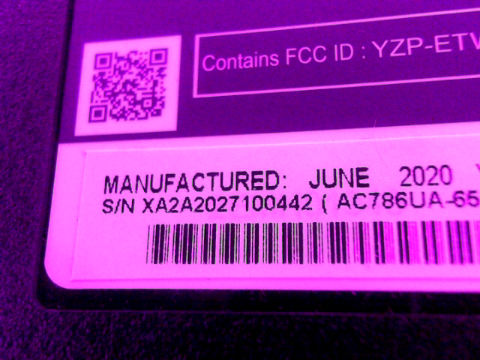 Contains FCC ID : YZP-ETW
MANUFACTURED: JUNE 2020
S/N XA2A2027100442 ( AC786UA-65